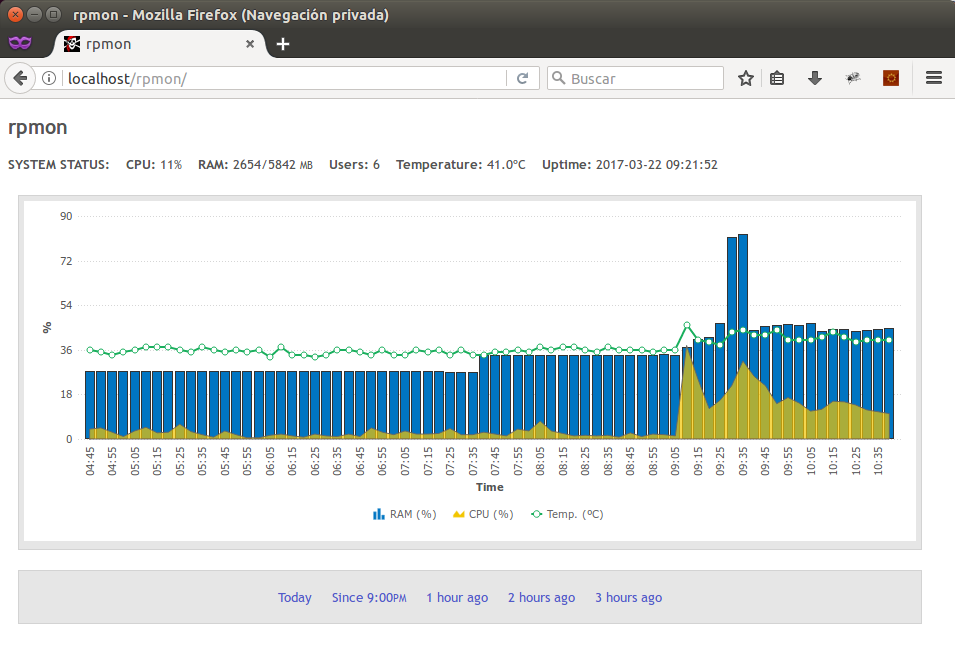 rpmon - Mozilla Firefox (Navegación privada)
rpmon
localhost/rpmon/
Buscar
rpmon
SYSTEM STATUS: CPU: 11% RAM: 2654/5842 MB Users: 6 Temperature: 41.0ºC Uptime: 2017-03-22 09:21:52
90
72
54
36
18
0
%
04:45 04:55 05:05 05:15 05:25 05:35 05:45 05:55 06:05 06:15 06:25 06:35 06:45 06:55 07:05 07:15 07:25 07:35 07:45 07:55 08:05 08:15 08:25 08:35 08:45 08:55 09:05 09:15 09:25 09:35 09:45 09:55 10:05 10:15 10:25 10:35
Time
RAM (%) CPU (%) Temp. (ºC)
Today Since 9:00PM 1 hour ago 2 hours ago 3 hours ago